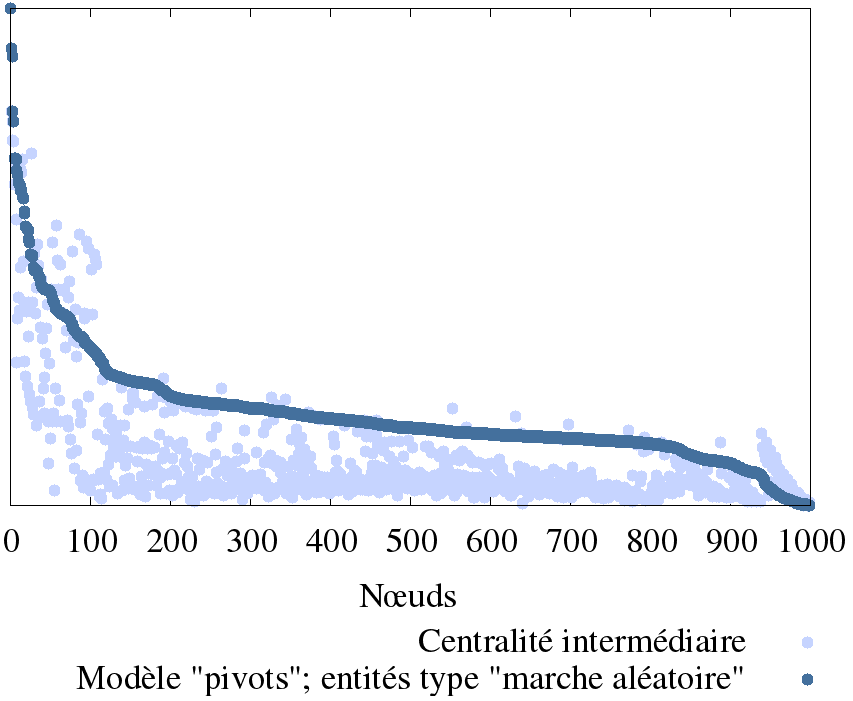 0 100 200 300 400 500 600 700 800 900 1000
Nœuds
Centralité intermédiaire
Modèle "pivots"; entités type "marche aléatoire"